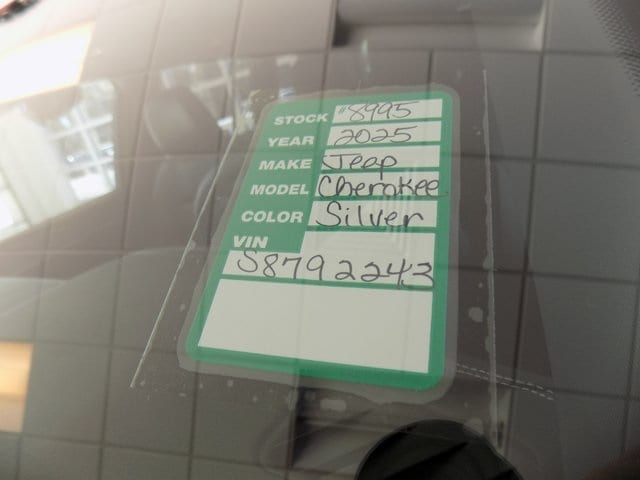 STOCK #8995
YEAR 2025
MAKE Jeep
MODEL Cherokee
COLOR Silver
VIN
S8792243